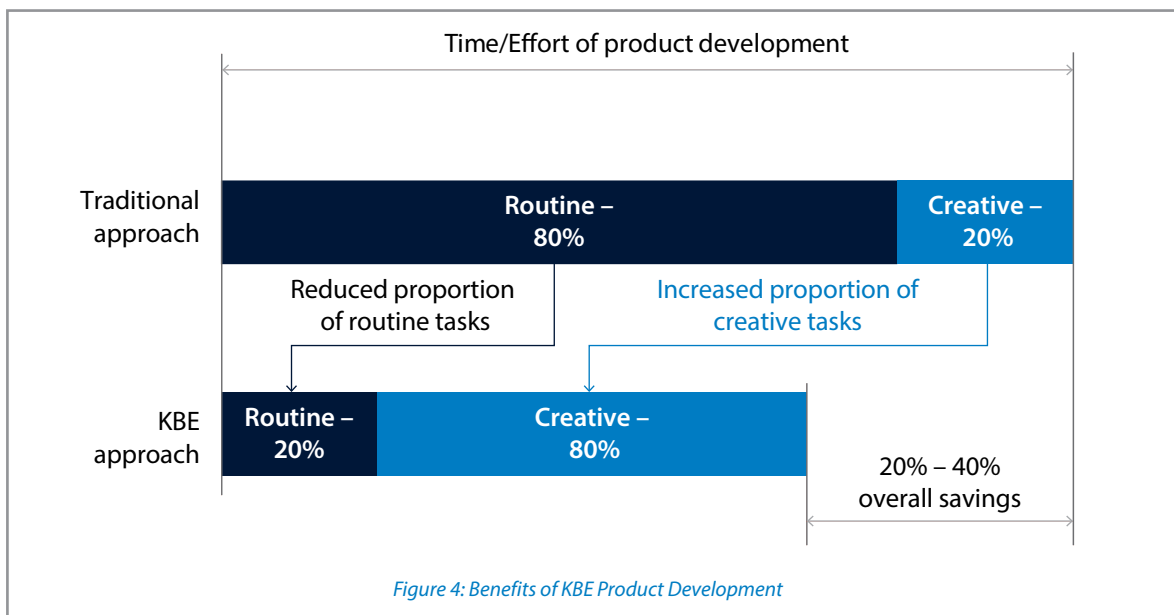 Time/Effort of product development
Traditional
approach
Routine –
80%
Creative –
20%
Reduced proportion
of routine tasks
Increased proportion of
creative tasks
KBE
approach
Routine –
20%
Creative –
80%
20% – 40%
overall savings
Figure 4: Benefits of KBE Product Development